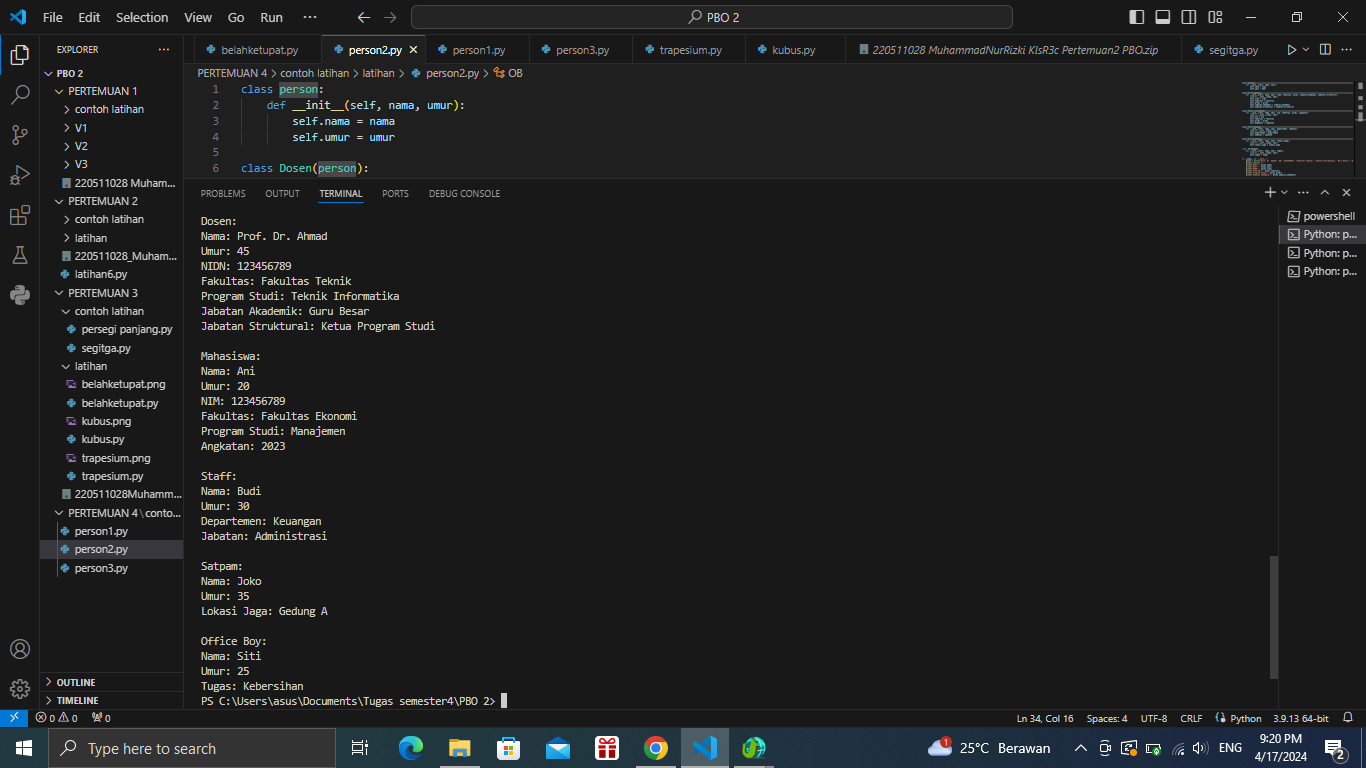 File Edit Selection View Go Run ···
PBO 2
EXPLORER
PBO 2
PERTEMUAN 1
contoh latihan
V1
V2
V3
220511028 Muham...
PERTEMUAN 2
contoh latihan
latihan
220511028_Muham...
latihan6.py
PERTEMUAN 3
contoh latihan
persegi panjang.py
segitga.py
latihan
belahketupat.png
belahketupat.py
kubus.png
kubus.py
trapesium.png
trapesium.py
220511028Muhamm...
PERTEMUAN 4\conto...
person1.py
person2.py
person3.py
OUTLINE
TIMELINE
belahketupat.py person2.py person1.py person3.py trapesium.py kubus.py 220511028 MuhammadNurRizki KlsR3c Pertemuan2 PBO.zip segitga.py
PERTEMUAN 4 > contoh latihan > latihan > person2.py > OB
1 class person:
2 def __init__(self, nama, umur):
3 self.nama = nama
4 self.umur = umur
5
6 class Dosen(person):
PROBLEMS OUTPUT TERMINAL PORTS DEBUG CONSOLE
Dosen:
Nama: Prof. Dr. Ahmad
Umur: 45
NIDN: 123456789
Fakultas: Fakultas Teknik
Program Studi: Teknik Informatika
Jabatan Akademik: Guru Besar
Jabatan Struktural: Ketua Program Studi
Mahasiswa:
Nama: Ani
Umur: 20
NIM: 123456789
Fakultas: Fakultas Ekonomi
Program Studi: Manajemen
Angkatan: 2023
Staff:
Nama: Budi
Umur: 30
Departemen: Keuangan
Jabatan: Administrasi
Satpam:
Nama: Joko
Umur: 35
Lokasi Jaga: Gedung A
Office Boy:
Nama: Siti
Umur: 25
Tugas: Kebersihan
PS C:\Users\asus\Documents\Tugas semester4\PBO 2>
powershell
Python: p...
Python: p...
Python: p...
0 0 0
Ln 34, Col 16 Spaces: 4 UTF-8 CRLF Python 3.9.13 64-bit
Type here to search
1
25°C Berawan
ENG
9:20 PM
4/17/2024
2